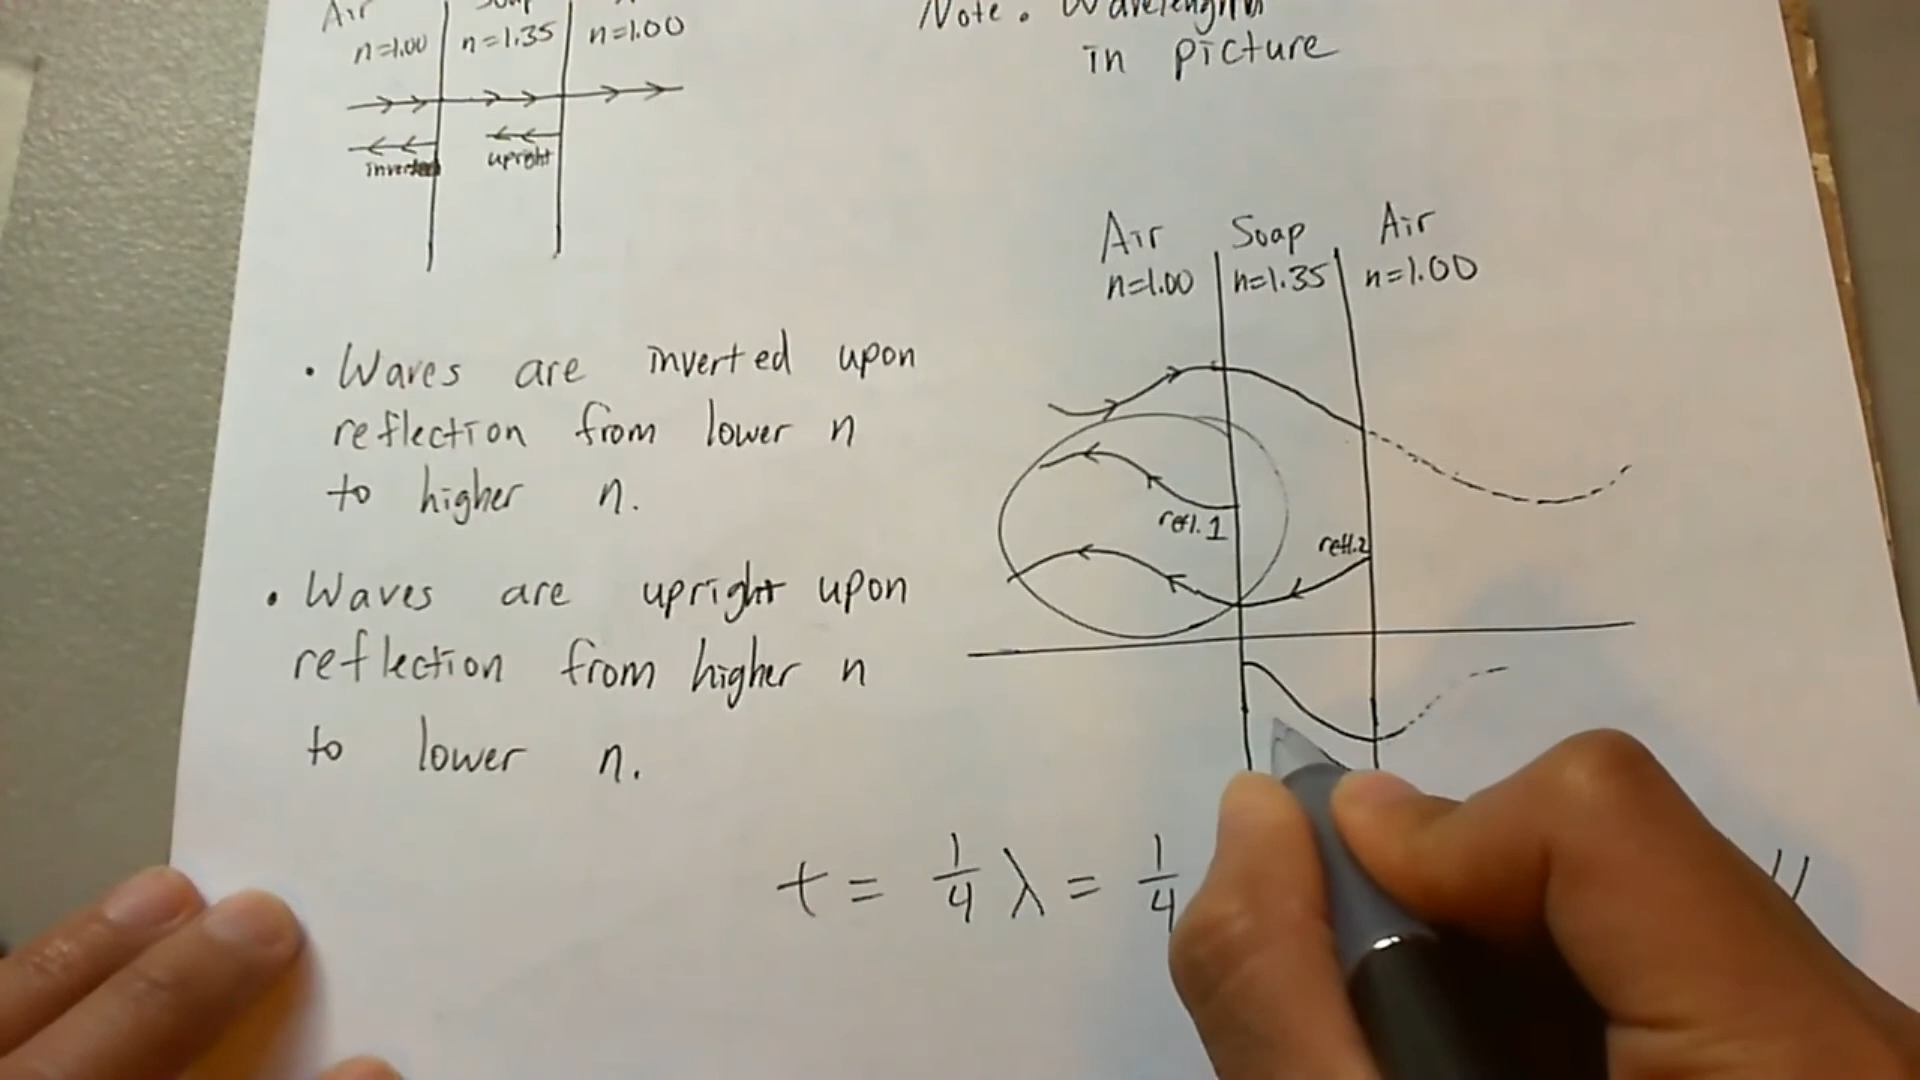 Air
n=1.00 n=1.35 n=1.00
inverted upright
Note. Wavelength
in picture
Air Soap Air
n=1.00 n=1.35 n=1.00
refl.1
refl.2
• Waves are inverted upon
reflection from lower n
to higher n.
• Waves are upright upon
reflection from higher n
to lower n.
t = 1/4 λ = 1/4